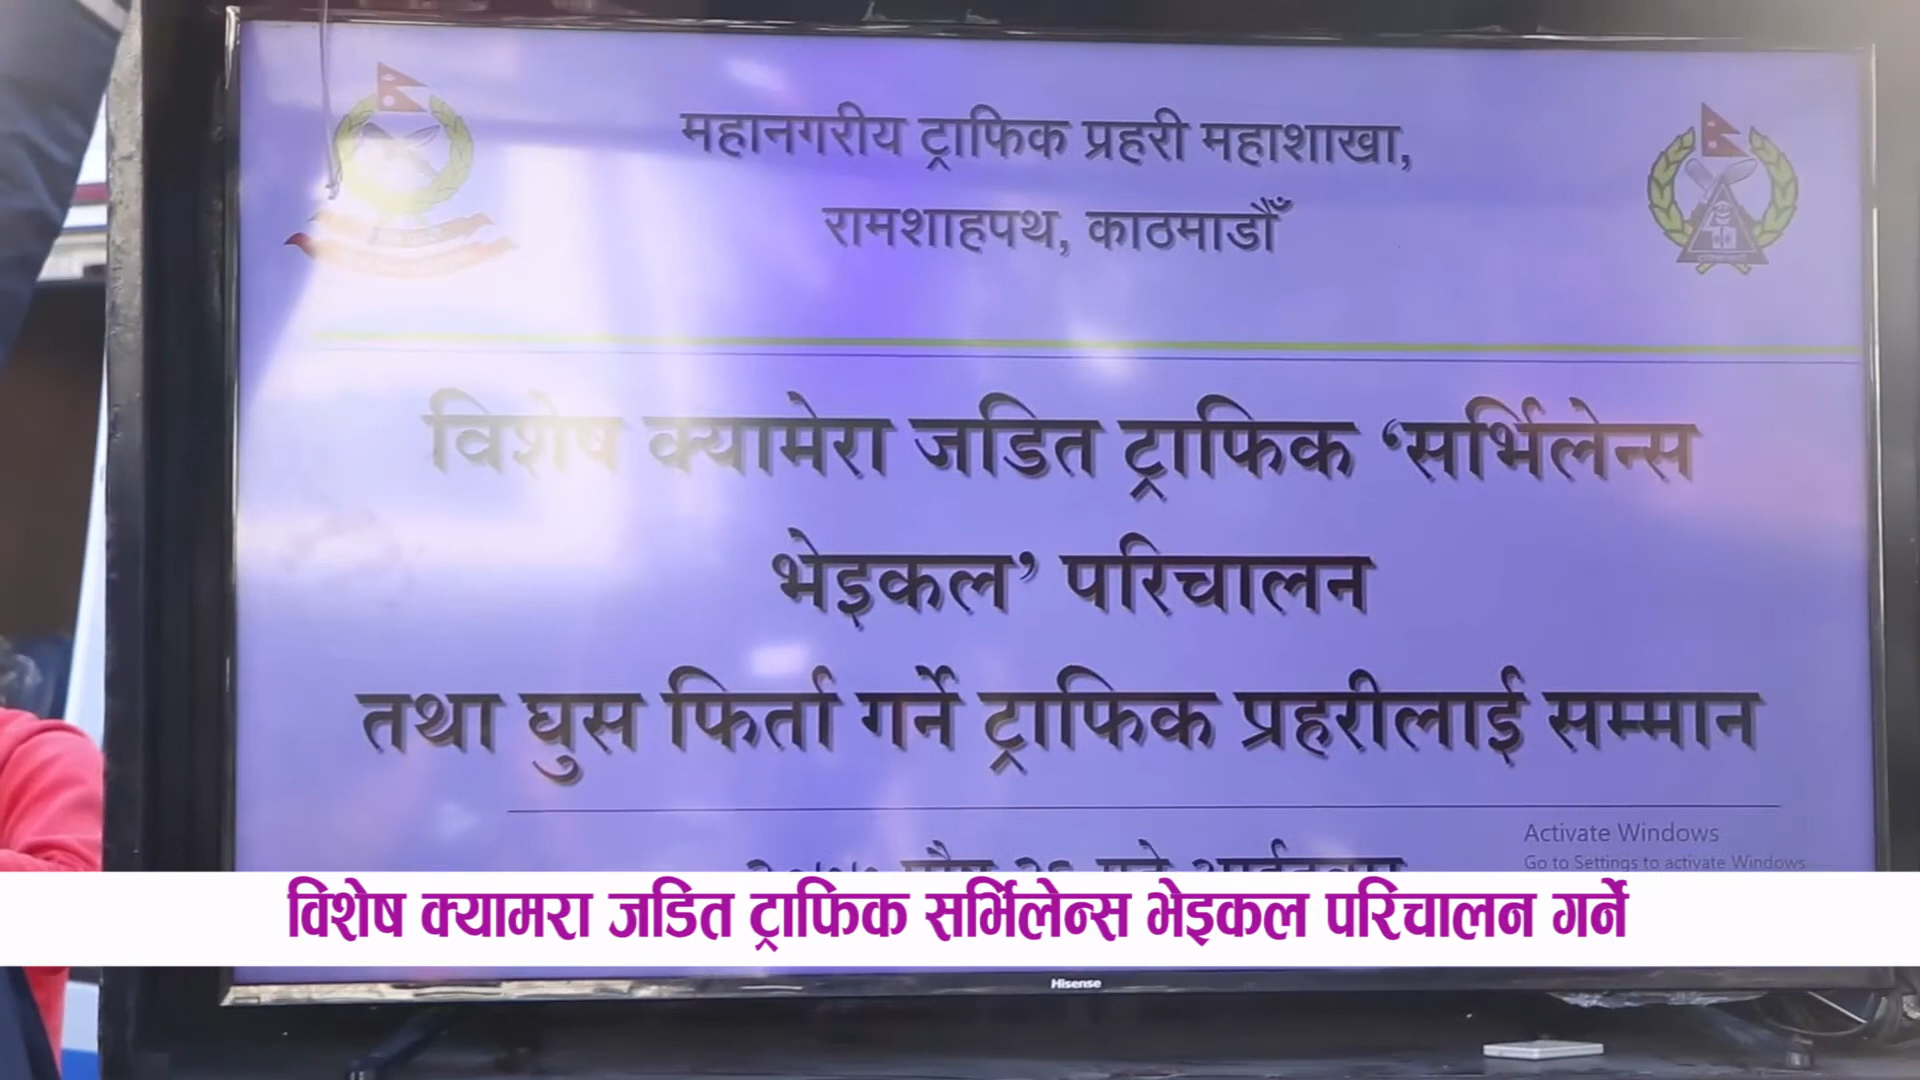 महानगरीय ट्राफिक प्रहरी महाशाखा,
रामशाहपथ, काठमाडौँ
विशेष क्यामेरा जडित ट्राफिक ‘सर्भिलेन्स
भेइकल’ परिचालन
तथा घुस फिर्ता गर्ने ट्राफिक प्रहरीलाई सम्मान
Activate Windows
Go to Settings to activate Windows.
विशेष क्यामरा जडित ट्राफिक सर्भिलेन्स भेइकल परिचालन गर्ने
Hisense